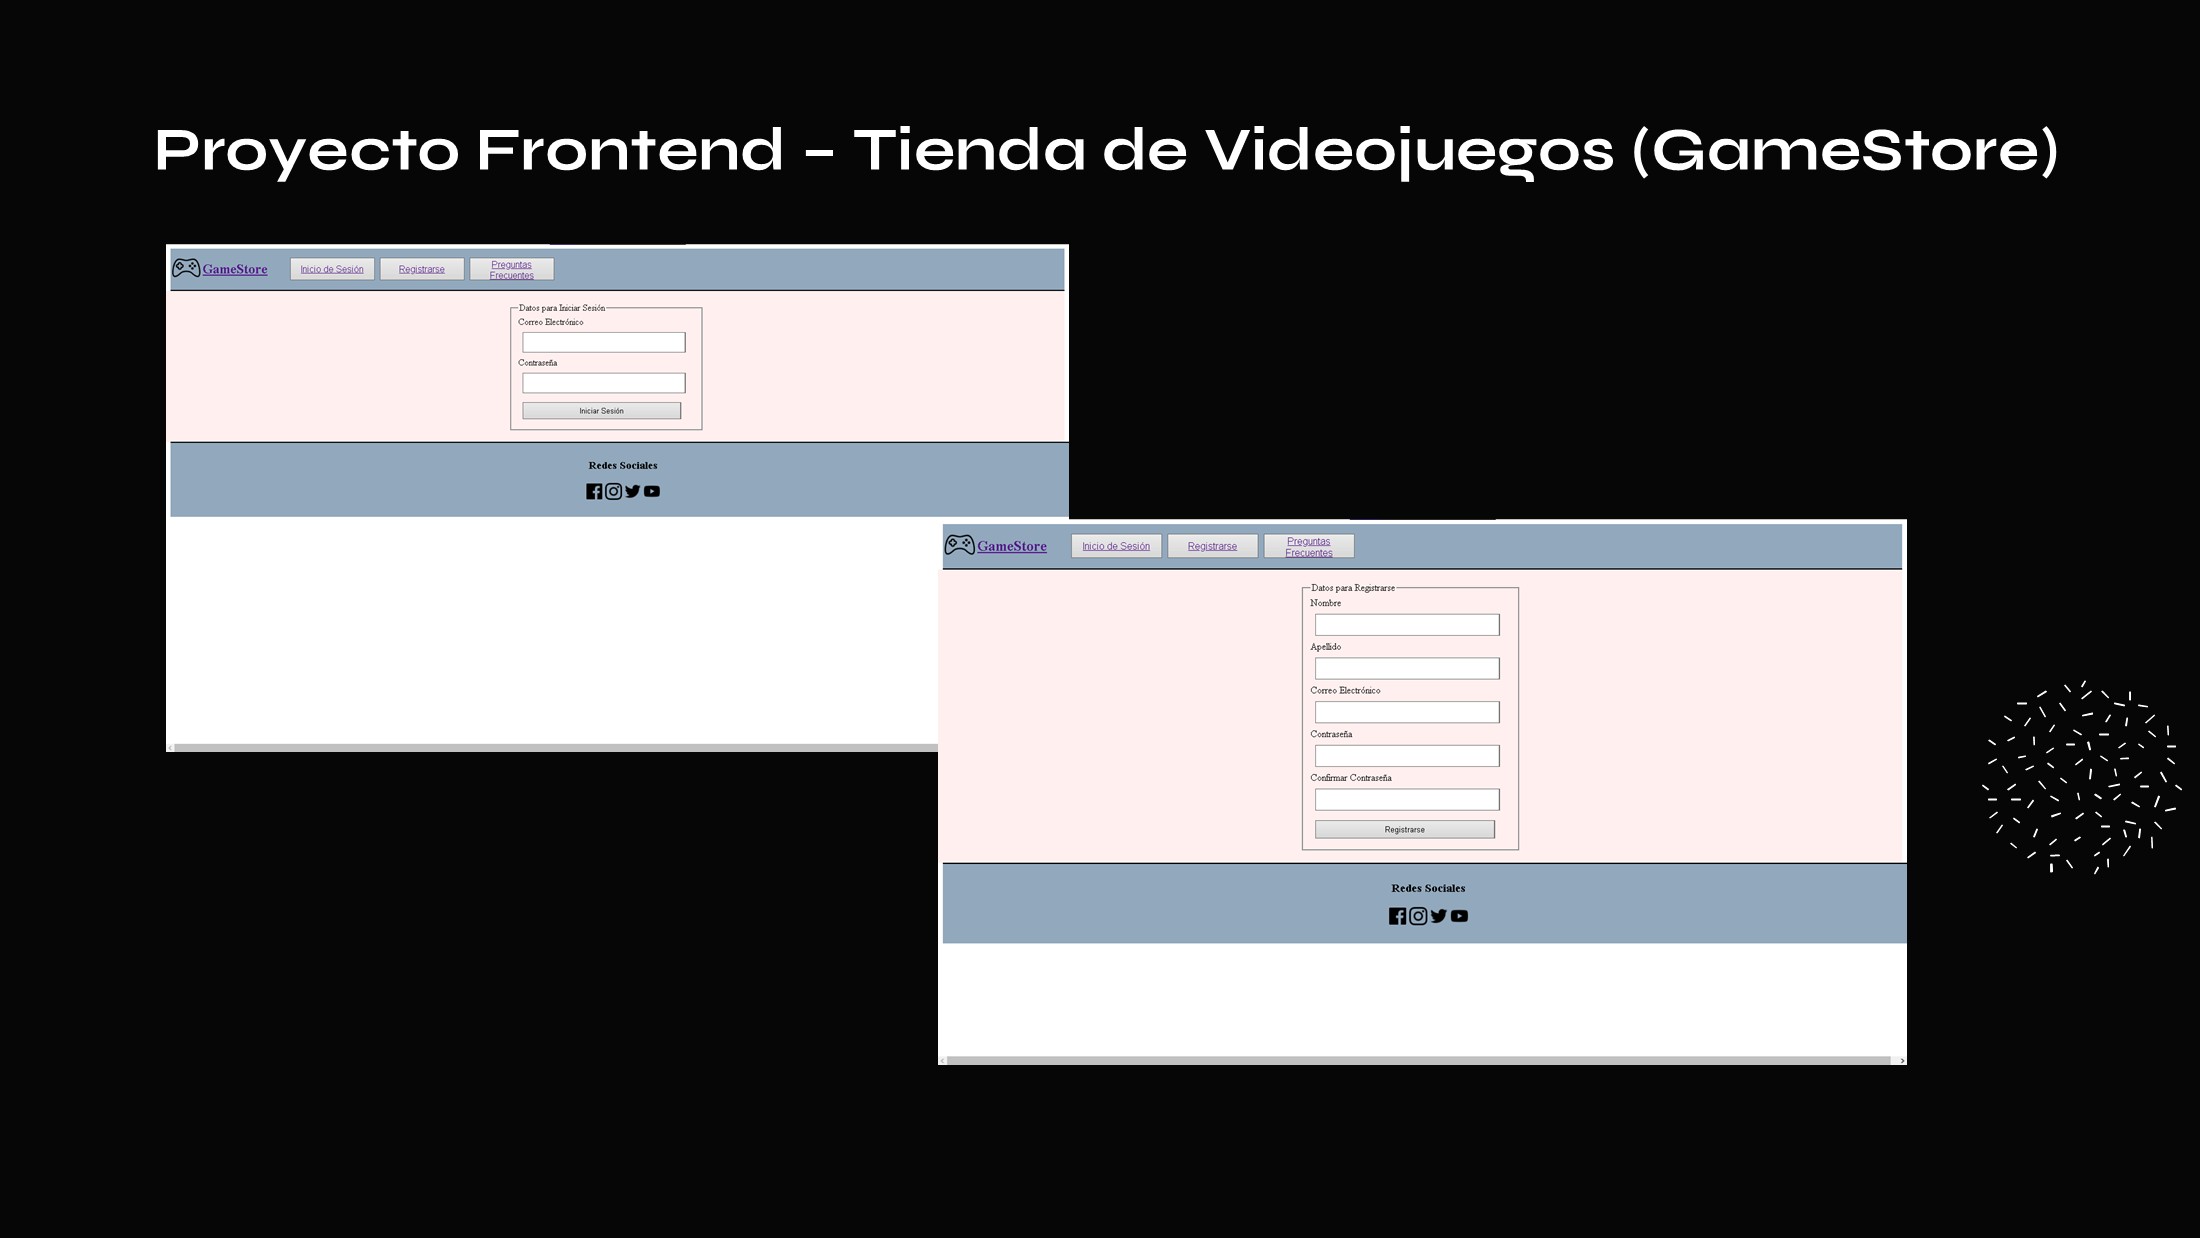 Proyecto Frontend – Tienda de Videojuegos (GameStore)
GameStore
Inicio de Sesión
Registrarse
Preguntas
Frecuentes
Datos para Iniciar Sesión
Correo Electrónico
Contraseña
Iniciar Sesión
Redes Sociales
GameStore
Inicio de Sesión
Registrarse
Preguntas
Frecuentes
Datos para Registrarse
Nombre
Apellido
Correo Electrónico
Contraseña
Confirmar Contraseña
Registrarse
Redes Sociales